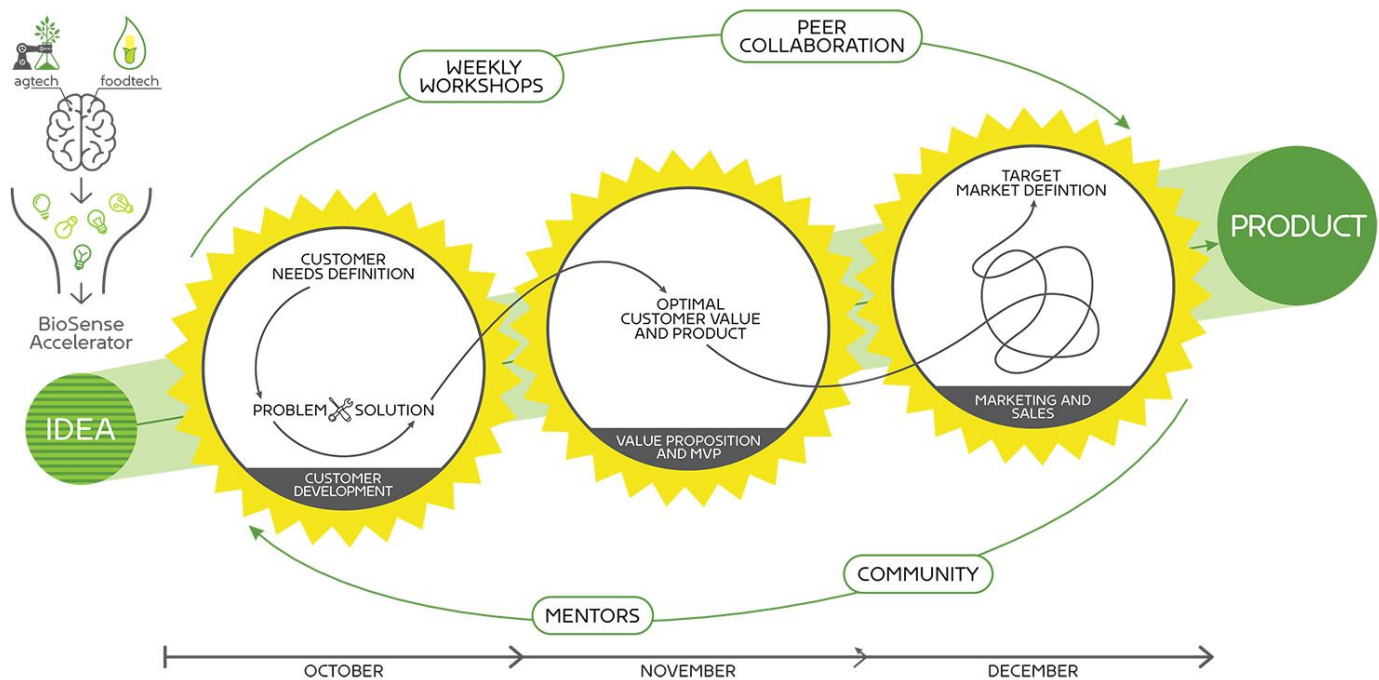 agtech
foodtech
BioSense
Accelerator
IDEA
WEEKLY
WORKSHOPS
PEER
COLLABORATION
CUSTOMER
NEEDS DEFINITION
PROBLEM SOLUTION
CUSTOMER
DEVELOPMENT
OPTIMAL
CUSTOMER VALUE
AND PRODUCT
VALUE PROPOSITION
AND MVP
TARGET
MARKET DEFINTION
MARKETING AND
SALES
PRODUCT
COMMUNITY
MENTORS
OCTOBER
NOVEMBER
DECEMBER